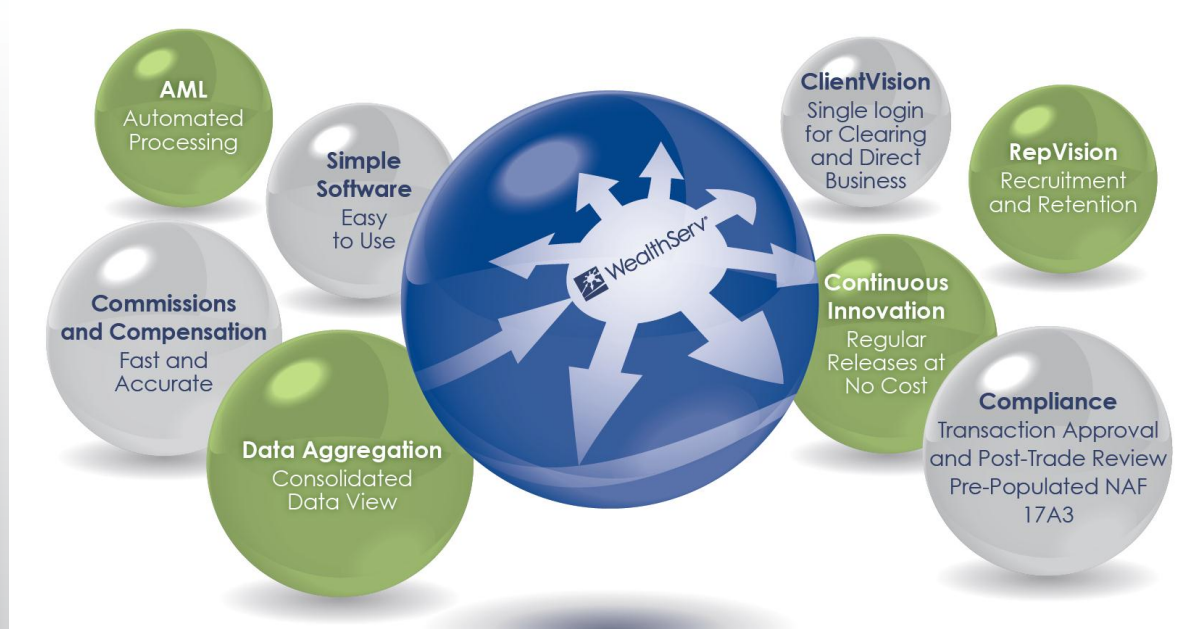 AML
Automated
Processing
Simple
Software
Easy
to Use
Commissions
and Compensation
Fast and
Accurate
Data Aggregation
Consolidated
Data View
WealthServ®
ClientVision
Single login
for Clearing
and Direct
Business
RepVision
Recruitment
and Retention
Continuous
Innovation
Regular
Releases at
No Cost
Compliance
Transaction Approval
and Post-Trade Review
Pre-Populated NAF
17A3